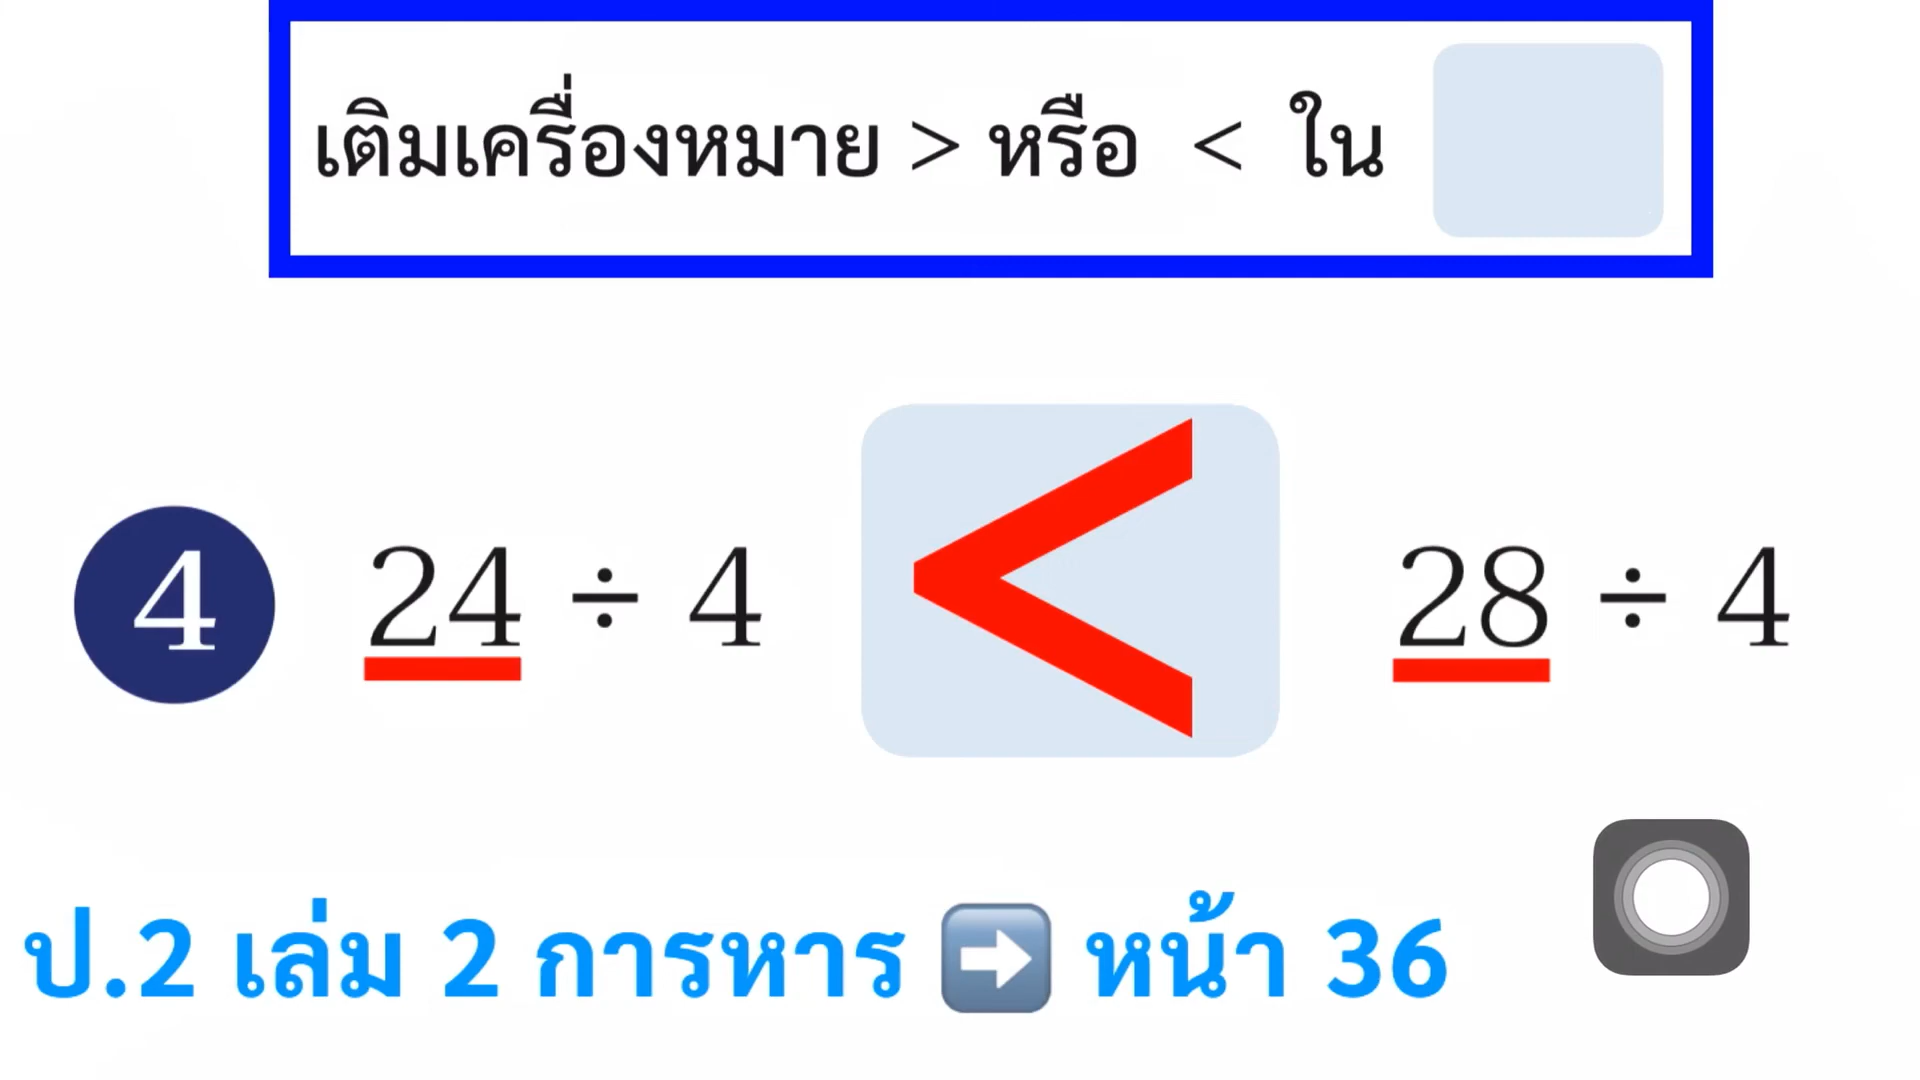 เติมเครื่องหมาย > หรือ < ใน
4 24 ÷ 4 < 28 ÷ 4
ป.2 เล่ม 2 การหาร ➡ หน้า 36